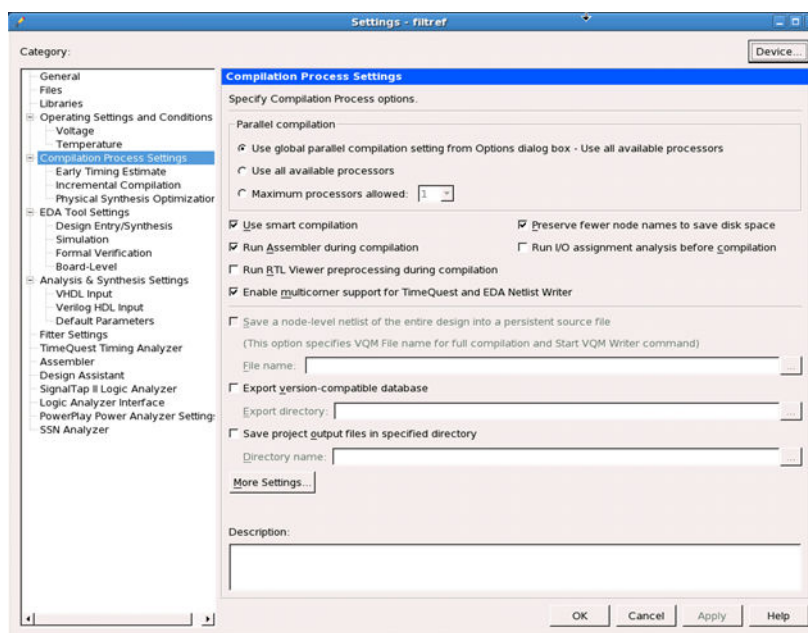 Settings - filtref
Category:
Device...
General
Files
Libraries
Operating Settings and Conditions
Voltage
Temperature
Compilation Process Settings
Early Timing Estimate
Incremental Compilation
Physical Synthesis Optimization
EDA Tool Settings
Design Entry/Synthesis
Simulation
Formal Verification
Board-Level
Analysis & Synthesis Settings
VHDL Input
Verilog HDL Input
Default Parameters
Fitter Settings
TimeQuest Timing Analyzer
Assembler
Design Assistant
SignalTap II Logic Analyzer
Logic Analyzer Interface
PowerPlay Power Analyzer Setting
SSN Analyzer
Compilation Process Settings
Specify Compilation Process options.
Parallel compilation
Use global parallel compilation setting from Options dialog box - Use all available processors
Use all available processors
Maximum processors allowed: 1
Use smart compilation
Preserve fewer node names to save disk space
Run Assembler during compilation
Run I/O assignment analysis before compilation
Run RTL Viewer preprocessing during compilation
Enable multicorner support for TimeQuest and EDA Netlist Writer
Save a node-level netlist of the entire design into a persistent source file
(This option specifies VQM File name for full compilation and Start VQM Writer command)
File name: ...
Export version-compatible database
Export directory: ...
Save project output files in specified directory
Directory name: ...
More Settings...
Description:
OK Cancel Apply Help